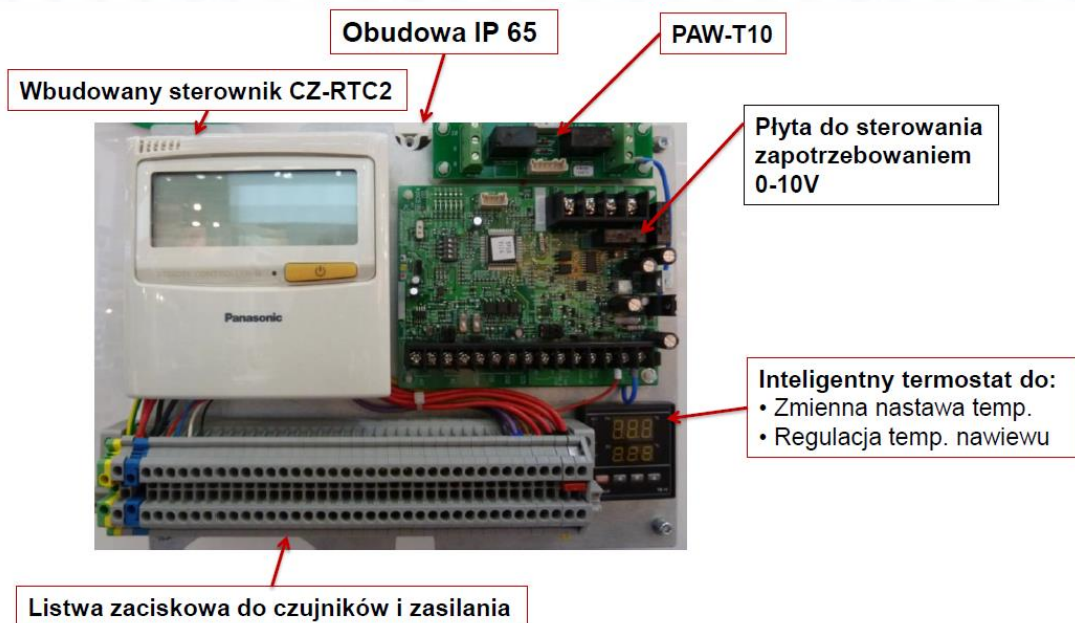 Obudowa IP 65
PAW-T10
Wbudowany sterownik CZ-RTC2
Płyta do sterowania
zapotrzebowaniem
0-10V
Panasonic
Inteligentny termostat do:
• Zmienna nastawa temp.
• Regulacja temp. nawiewu
Listwa zaciskowa do czujników i zasilania